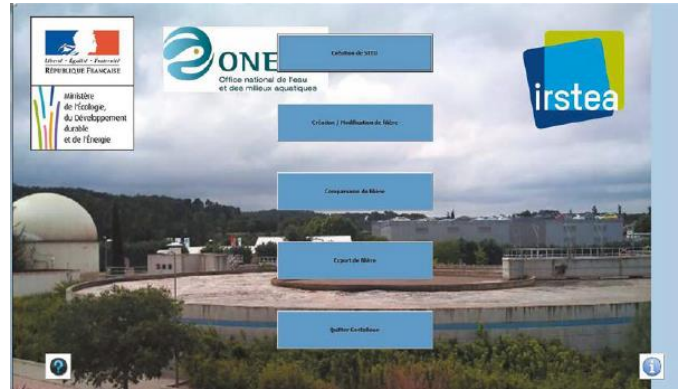 Liberté • Égalité • Fraternité
RÉPUBLIQUE FRANÇAISE
Ministère
de l'Écologie,
du Développement
durable
et de l'Énergie
ONE
Office national de l'eau
et des milieux aquatiques
irstea
Création de STEU
Création / Modification de filière
Comparaison de filière
Export de filière
Quitter